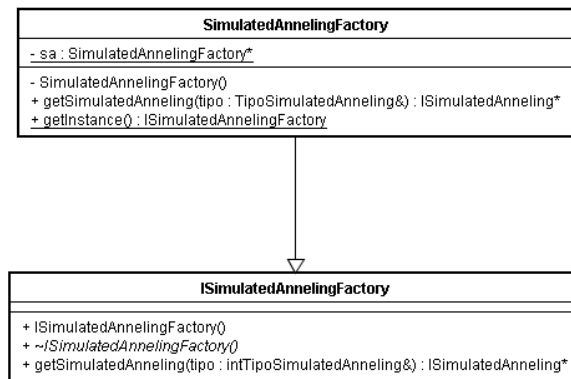 SimulatedAnnelingFactory
- sa : SimulatedAnnelingFactory*
- SimulatedAnnelingFactory()
+ getSimulatedAnneling(tipo : TipoSimulatedAnneling&) : ISimulatedAnneling*
+ getInstance() : ISimulatedAnnelingFactory
ISimulatedAnnelingFactory
+ ISimulatedAnnelingFactory()
+ ~ISimulatedAnnelingFactory()
+ getSimulatedAnneling(tipo : intTipoSimulatedAnneling&) : ISimulatedAnneling*